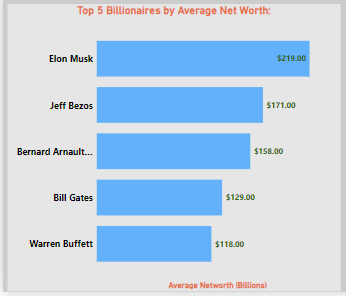 Top 5 Billionaires by Average Net Worth:
Elon Musk $219.00
Jeff Bezos $171.00
Bernard Arnault... $158.00
Bill Gates $129.00
Warren Buffett $118.00
Average Networth (Billions)